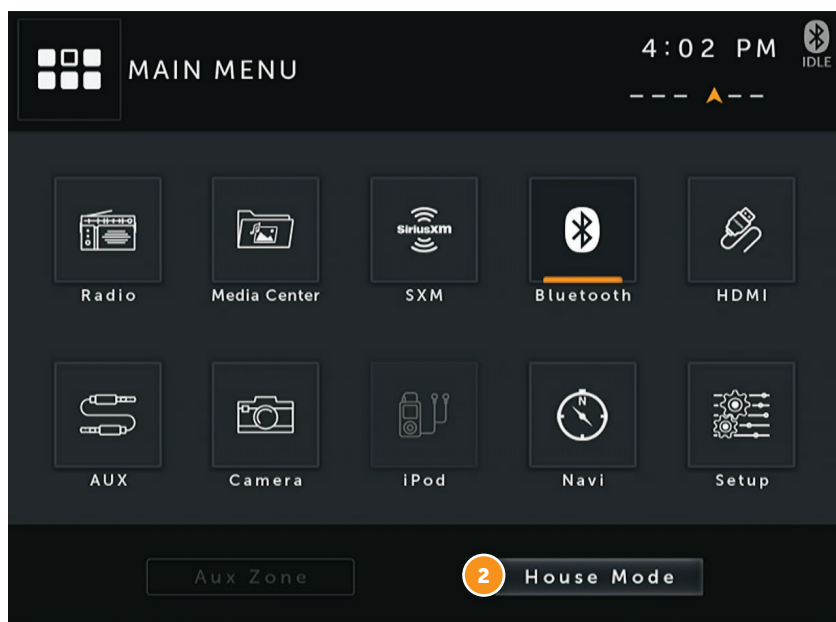 MAIN MENU
4:02 PM
IDLE
--- --
Radio
Media Center
SiriusXM
SXM
Bluetooth
HDMI
AUX
Camera
iPod
N
Navi
Setup
Aux Zone
2 House Mode